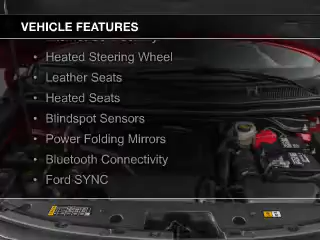 VEHICLE FEATURES
• Heated Steering Wheel
• Leather Seats
• Heated Seats
• Blindspot Sensors
• Power Folding Mirrors
• Bluetooth Connectivity
• Ford SYNC